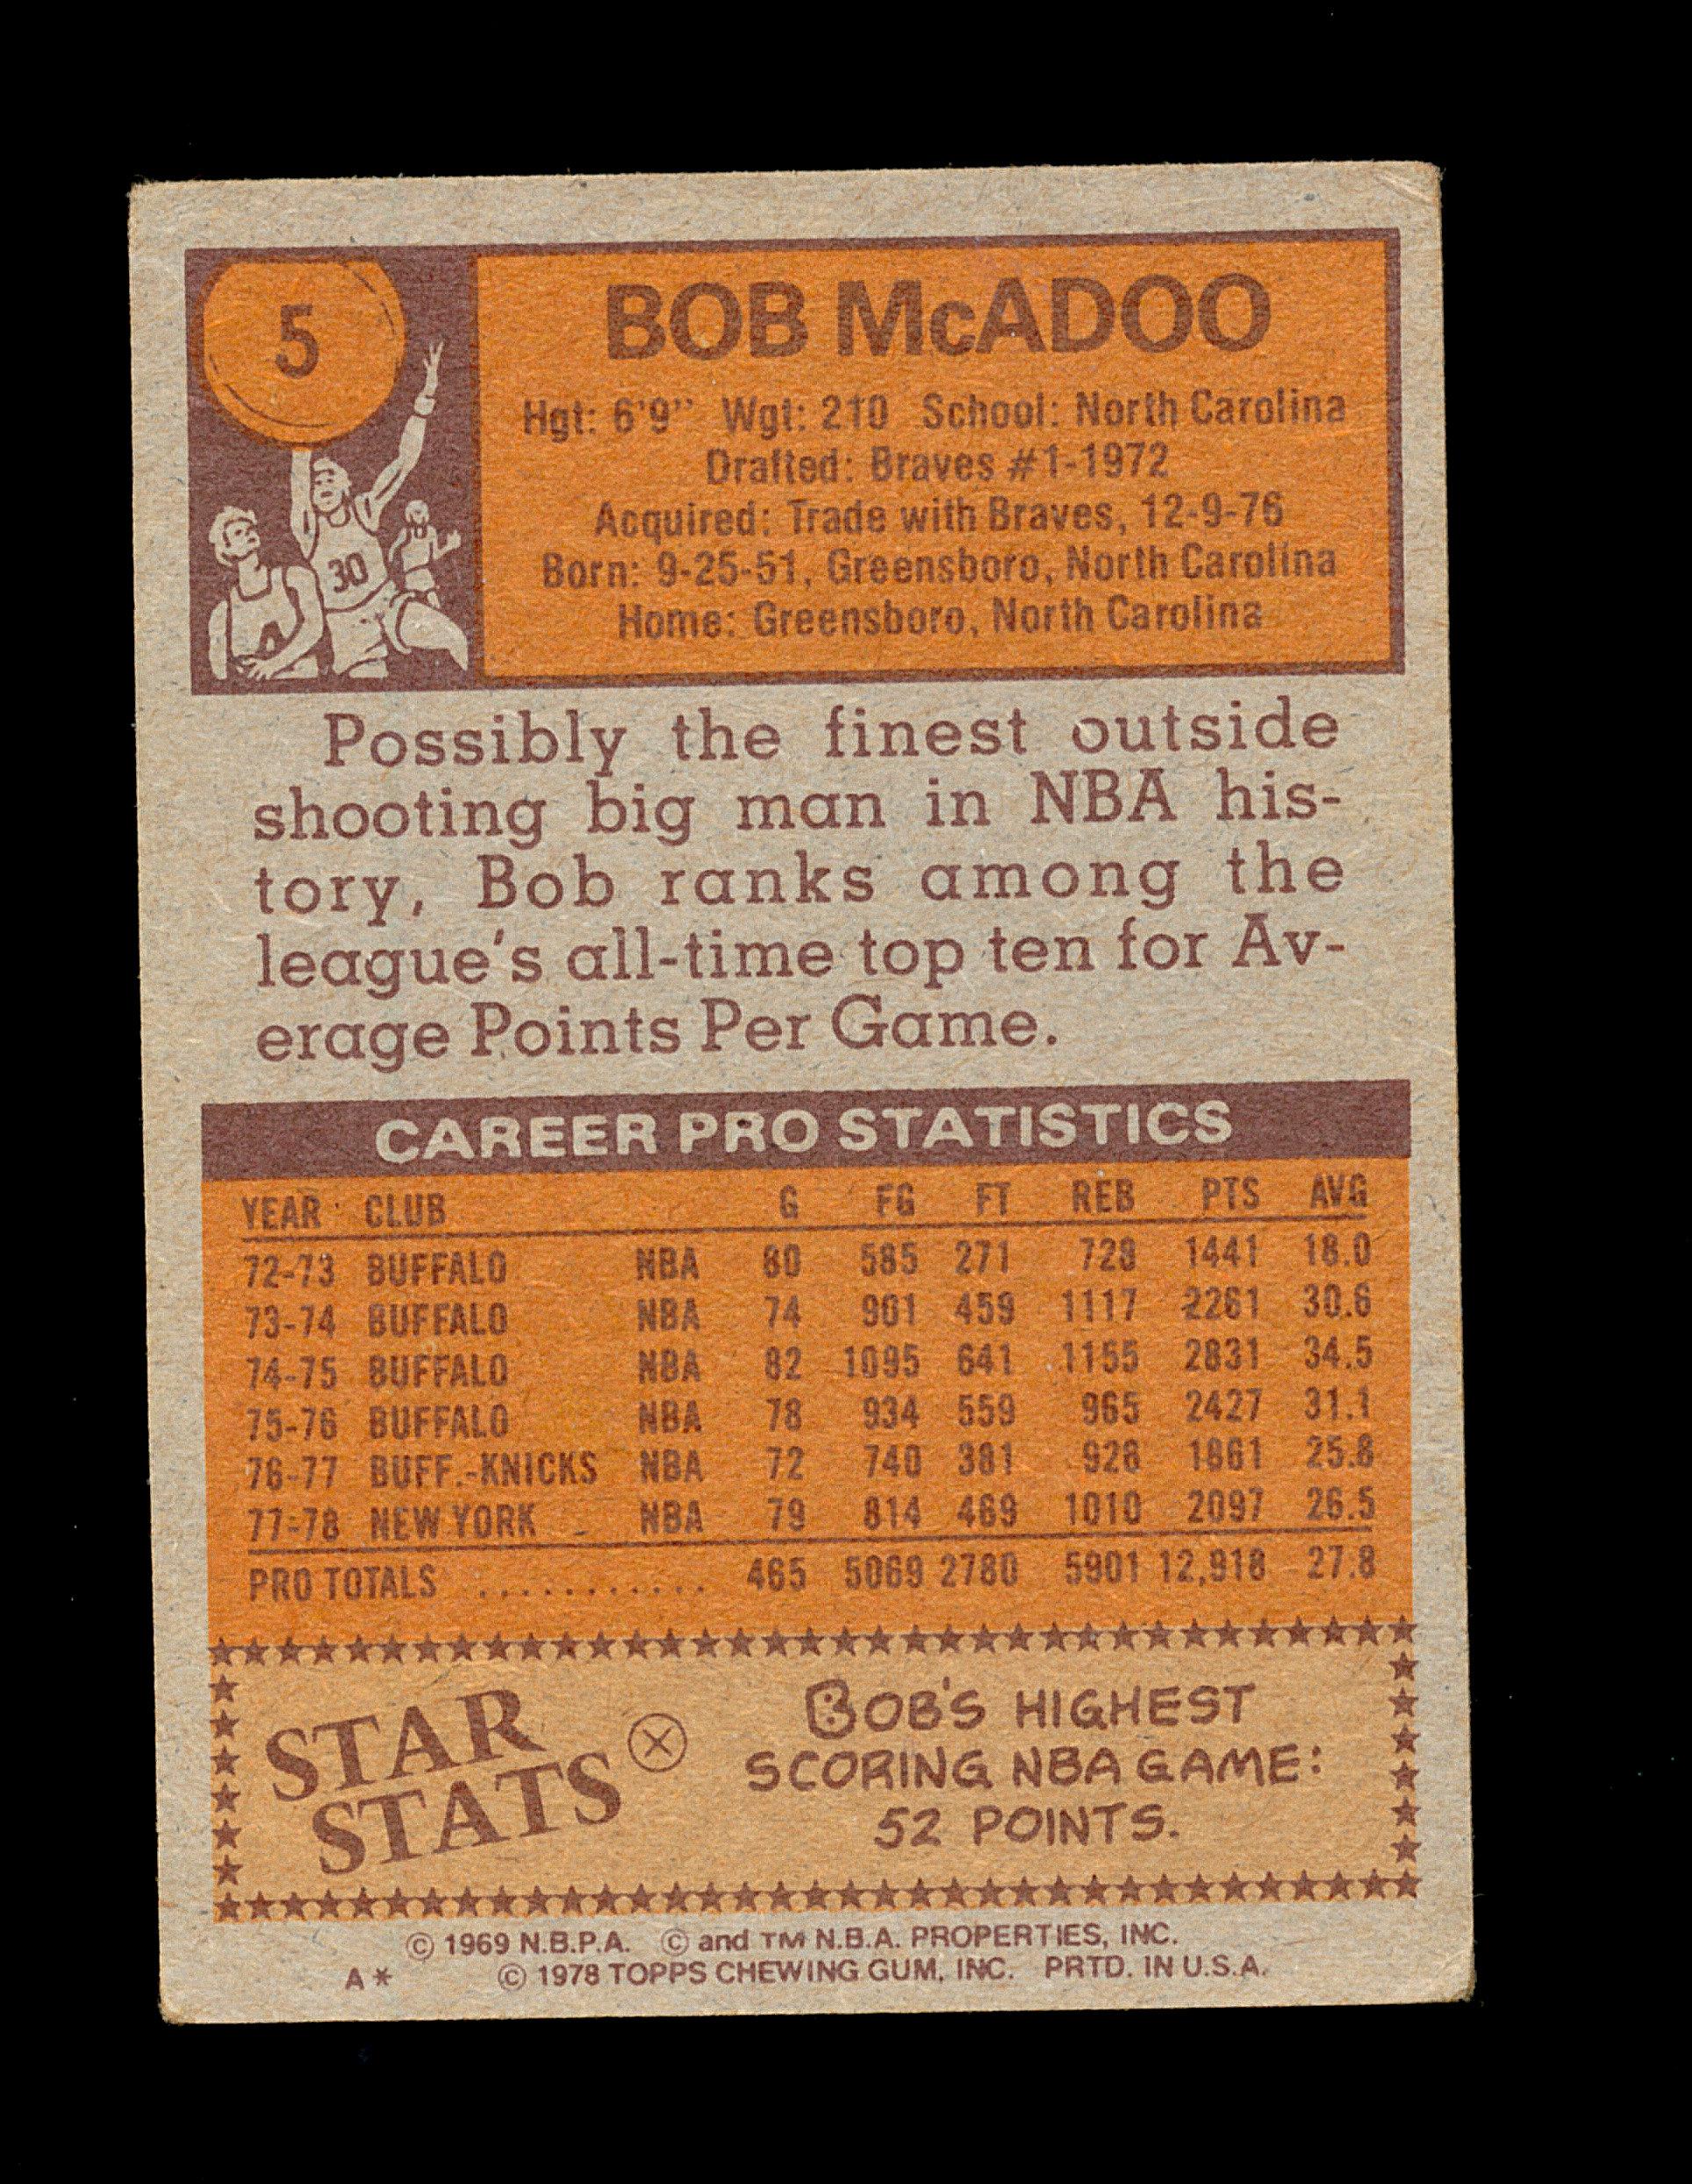 5
30
BOB McADOO
Hgt: 6'9" Wgt: 210 School: North Carolina
Drafted: Braves #1-1972
Acquired: Trade with Braves, 12-9-76
Born: 9-25-51, Greensboro, North Carolina
Home: Greensboro, North Carolina
Possibly the finest outside
shooting big man in NBA his-
tory, Bob ranks among the
league's all-time top ten for Av-
erage Points Per Game.
CAREER PRO STATISTICS
YEAR CLUB G FG FT REB PTS AVG
72-73 BUFFALO NBA 80 585 271 728 1441 18.0
73-74 BUFFALO NBA 74 901 459 1117 2261 30.6
74-75 BUFFALO NBA 82 1095 641 1155 2831 34.5
75-76 BUFFALO NBA 78 934 559 965 2427 31.1
76-77 BUFF.-KNICKS NBA 72 740 381 928 1861 25.8
77-78 NEW YORK NBA 79 814 469 1010 2097 26.5
PRO TOTALS ............ 465 5069 2780 5901 12,918 27.8
STAR
STATS
BOB'S HIGHEST
SCORING NBA GAME:
52 POINTS.
© 1969 N.B.P.A. © and TM N.B.A. PROPERTIES, INC.
A* © 1978 TOPPS CHEWING GUM, INC. PRTD. IN U.S.A.